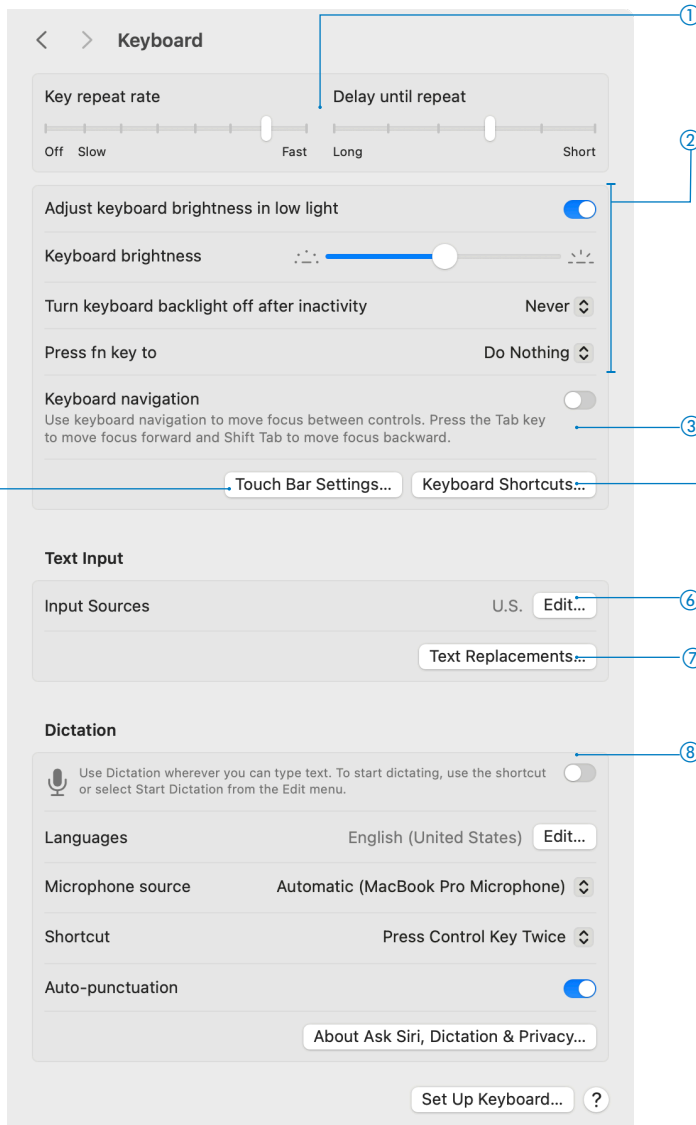 ①
Keyboard
Key repeat rate
Delay until repeat
Off Slow Fast
Long Short
②
Adjust keyboard brightness in low light
Keyboard brightness
Turn keyboard backlight off after inactivity Never
Press fn key to Do Nothing
Keyboard navigation
Use keyboard navigation to move focus between controls. Press the Tab key
to move focus forward and Shift Tab to move focus backward.
③
Touch Bar Settings... Keyboard Shortcuts...
Text Input
Input Sources U.S. Edit...
⑥
Text Replacements...
⑦
Dictation
⑧
Use Dictation wherever you can type text. To start dictating, use the shortcut
or select Start Dictation from the Edit menu.
Languages English (United States) Edit...
Microphone source Automatic (MacBook Pro Microphone)
Shortcut Press Control Key Twice
Auto-punctuation
About Ask Siri, Dictation & Privacy...
Set Up Keyboard... ?